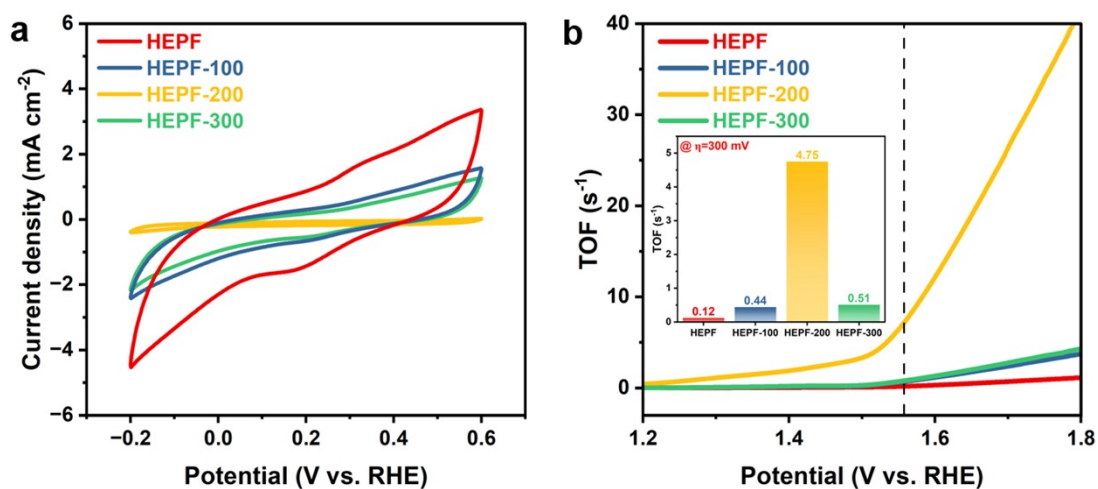 a
HEPF
HEPF-100
HEPF-200
HEPF-300
Current density (mA cm⁻²)
6
4
2
0
−2
−4
−6
−0.2
0.0
0.2
0.4
0.6
Potential (V vs. RHE)
b
HEPF
HEPF-100
HEPF-200
HEPF-300
TOF (s⁻¹)
40
30
20
10
0
1.2
1.4
1.6
1.8
Potential (V vs. RHE)
@ η=300 mV
TOF (s⁻¹)
5
4
3
2
1
0
0.12
0.44
4.75
0.51
HEPF
HEPF-100
HEPF-200
HEPF-300